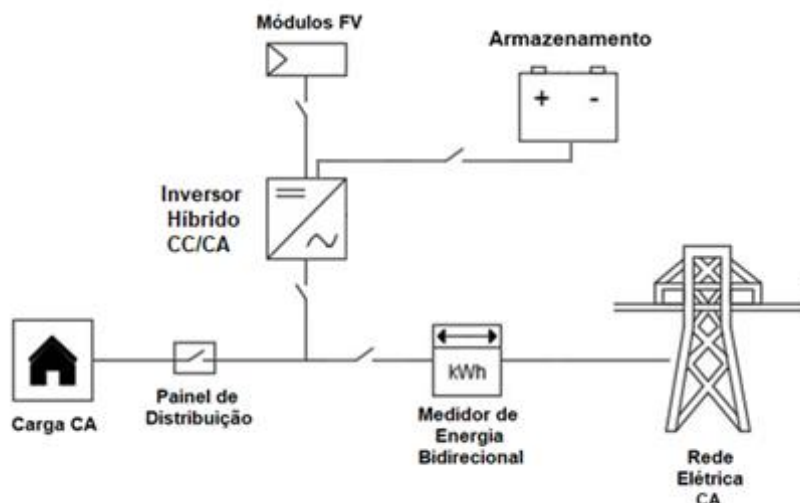 Módulos FV
Armazenamento
+ -
Inversor
Híbrido
CC/CA
kWh
Carga CA
Painel de
Distribuição
Medidor de
Energia
Bidirecional
Rede
Elétrica
CA